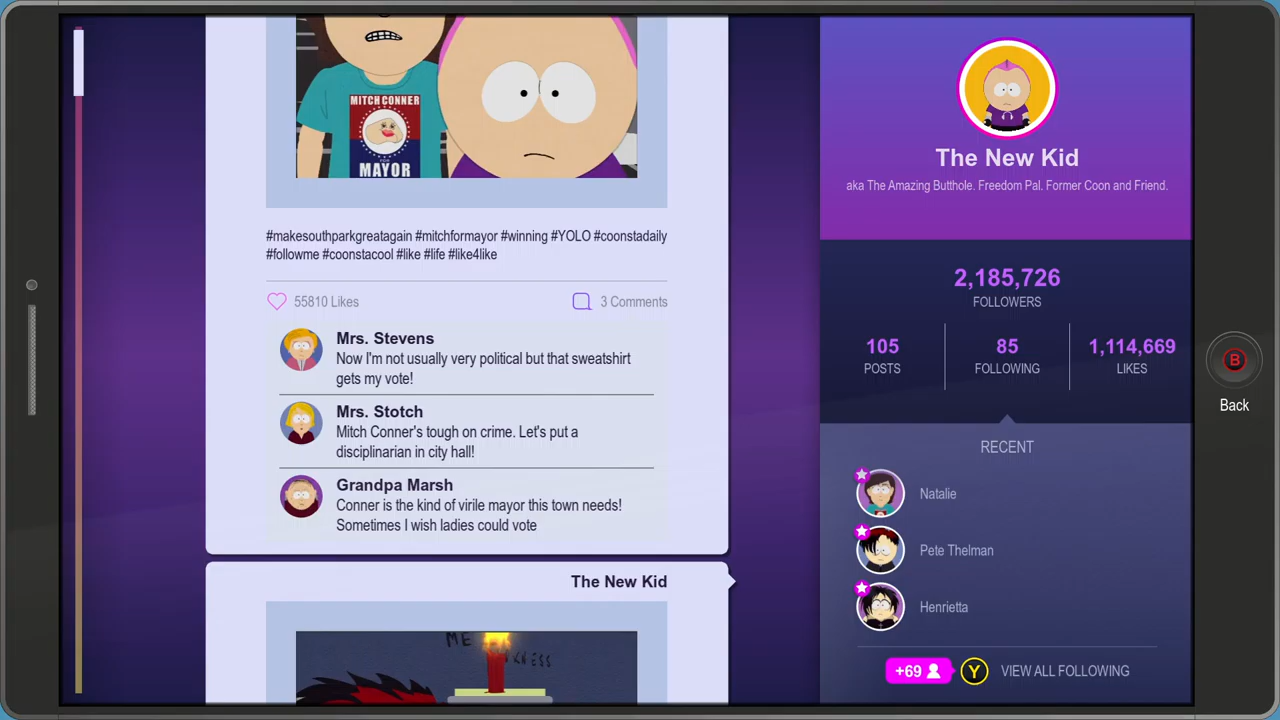 MITCH CONNER
FOR
MAYOR
#makesouthparkgreatagain #mitchformayor #winning #YOLO #coonstadaily
#followme #coonstacool #like #life #like4like
55810 Likes
3 Comments
Mrs. Stevens
Now I'm not usually very political but that sweatshirt
gets my vote!
Mrs. Stotch
Mitch Conner's tough on crime. Let's put a
disciplinarian in city hall!
Grandpa Marsh
Conner is the kind of virile mayor this town needs!
Sometimes I wish ladies could vote
The New Kid
ME
The New Kid
aka The Amazing Butthole. Freedom Pal. Former Coon and Friend.
2,185,726
FOLLOWERS
105
POSTS
85
FOLLOWING
1,114,669
LIKES
RECENT
Natalie
Pete Thelman
Henrietta
+69
Y
VIEW ALL FOLLOWING
B
Back